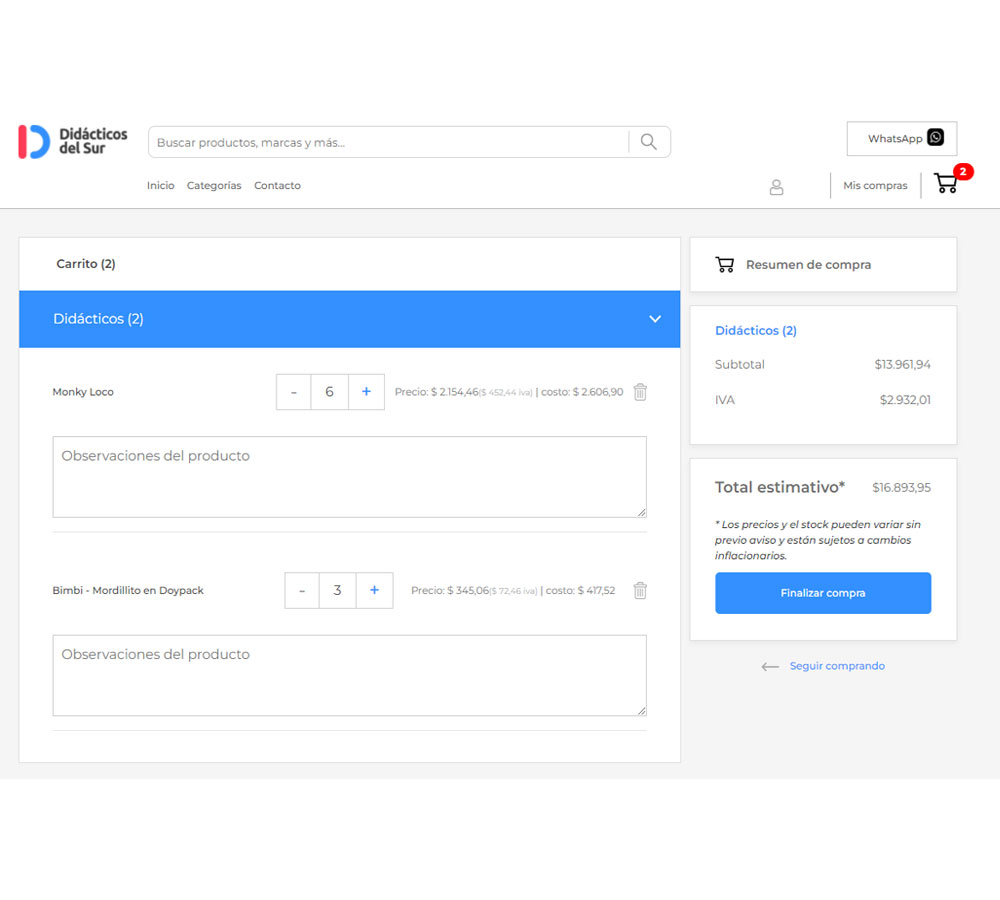 Didácticos
del Sur
Buscar productos, marcas y más...
WhatsApp
Inicio Categorías Contacto
Mis compras
2
Carrito (2)
Didácticos (2)
Monky Loco
- 6 +
Precio: $ 2.154,46($ 452,44 iva) | costo: $ 2.606,90
Observaciones del producto
Bimbi - Mordillito en Doypack
- 3 +
Precio: $ 345,06($ 72,46 iva) | costo: $ 417,52
Observaciones del producto
Resumen de compra
Didácticos (2)
Subtotal $13.961,94
IVA $2.932,01
Total estimativo* $16.893,95
* Los precios y el stock pueden variar sin
previo aviso y están sujetos a cambios
inflacionarios.
Finalizar compra
Seguir comprando